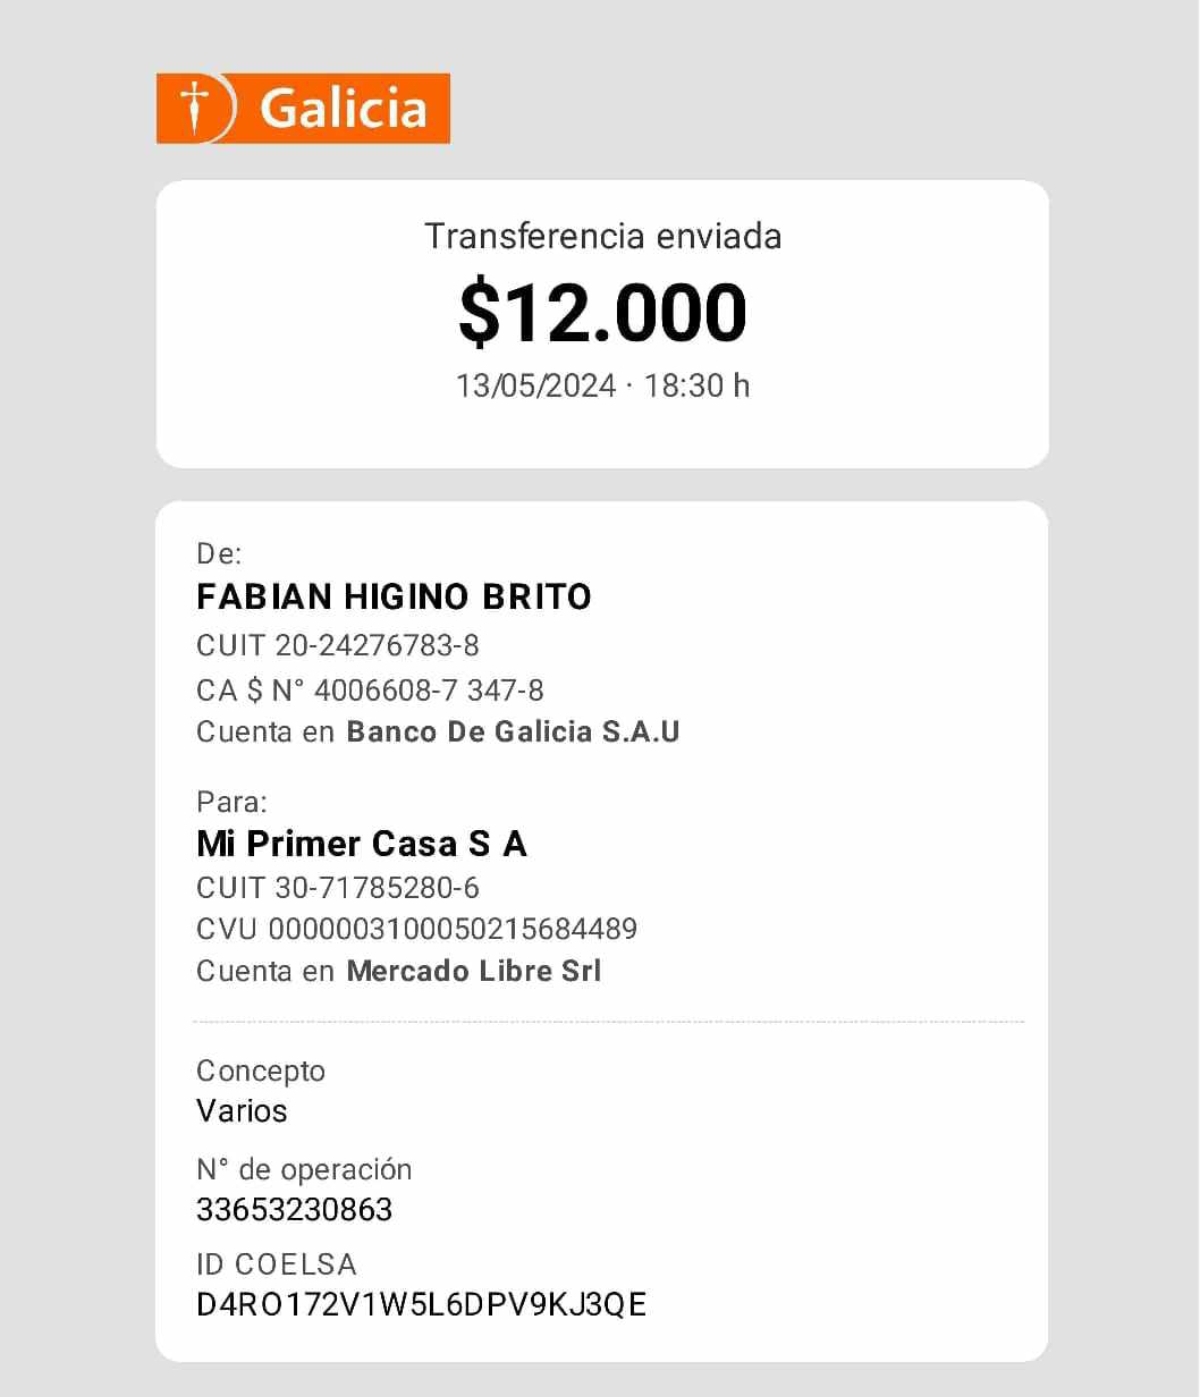 Galicia
Transferencia enviada
$12.000
13/05/2024 · 18:30 h
De:
FABIAN HIGINO BRITO
CUIT 20-24276783-8
CA $ N° 4006608-7 347-8
Cuenta en Banco De Galicia S.A.U
Para:
Mi Primer Casa S A
CUIT 30-71785280-6
CVU 0000003100050215684489
Cuenta en Mercado Libre Srl
Concepto
Varios
N° de operación
33653230863
ID COELSA
D4RO172V1W5L6DPV9KJ3QE